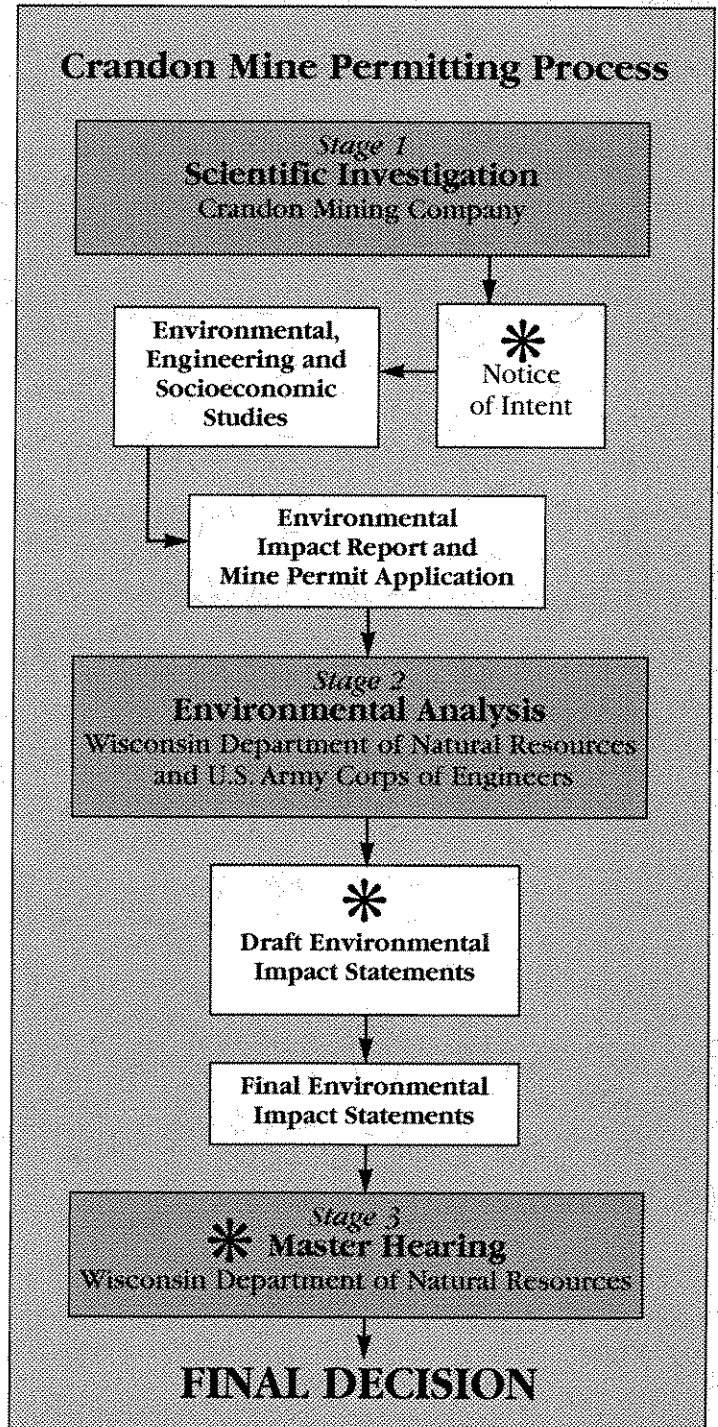 Crandon Mine Permitting Process
Stage 1
Scientific Investigation
Crandon Mining Company
Notice
of Intent
Environmental,
Engineering and
Socioeconomic
Studies
Environmental
Impact Report and
Mine Permit Application
Stage 2
Environmental Analysis
Wisconsin Department of Natural Resources
and U.S. Army Corps of Engineers
Draft Environmental
Impact Statements
Final Environmental
Impact Statements
Stage 3
Master Hearing
Wisconsin Department of Natural Resources
FINAL DECISION